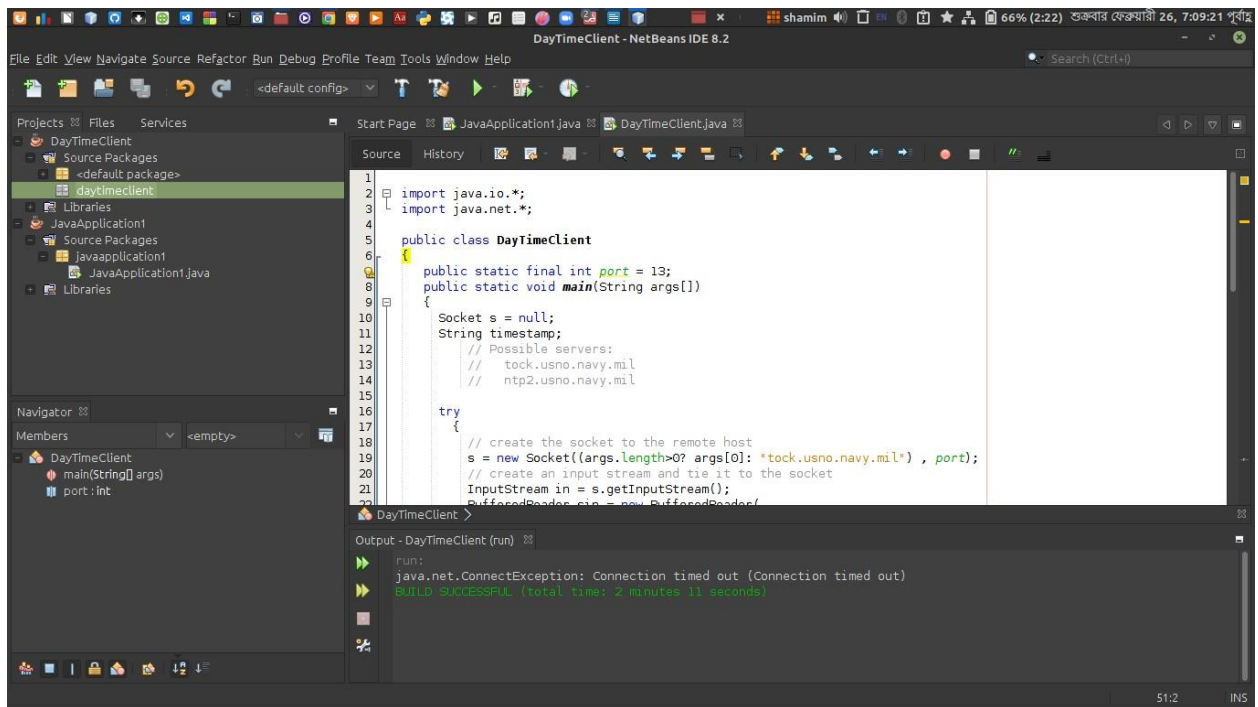 shamim
66% (2:22) শুক্রবার ফেব্রুয়ারী 26, 7:09:21 পূর্বাহ্ণ
DayTimeClient - NetBeans IDE 8.2
File Edit View Navigate Source Refactor Run Debug Profile Team Tools Window Help
Search (Ctrl+I)
<default config>
Projects Files Services
Start Page JavaApplication1.java DayTimeClient.java
DayTimeClient
Source Packages
<default package>
daytimeclient
Libraries
JavaApplication1
Source Packages
javaapplication1
JavaApplication1.java
Libraries
Source History
1
2 import java.io.*;
3 import java.net.*;
4
5 public class DayTimeClient
6 {
public static final int port = 13;
8 public static void main(String args[])
9 {
10 Socket s = null;
11 String timestamp;
12 // Possible servers:
13 // tock.usno.navy.mil
14 // ntp2.usno.navy.mil
15
16 try
17 {
18 // create the socket to the remote host
19 s = new Socket((args.length>0? args[0]: "tock.usno.navy.mil") , port);
20 // create an input stream and tie it to the socket
21 InputStream in = s.getInputStream();
22 BufferedReader sin = new BufferedReader(
DayTimeClient
Navigator
Members <empty>
DayTimeClient
main(String[] args)
port : int
Output - DayTimeClient (run)
run:
java.net.ConnectException: Connection timed out (Connection timed out)
BUILD SUCCESSFUL (total time: 2 minutes 11 seconds)
51:2 INS